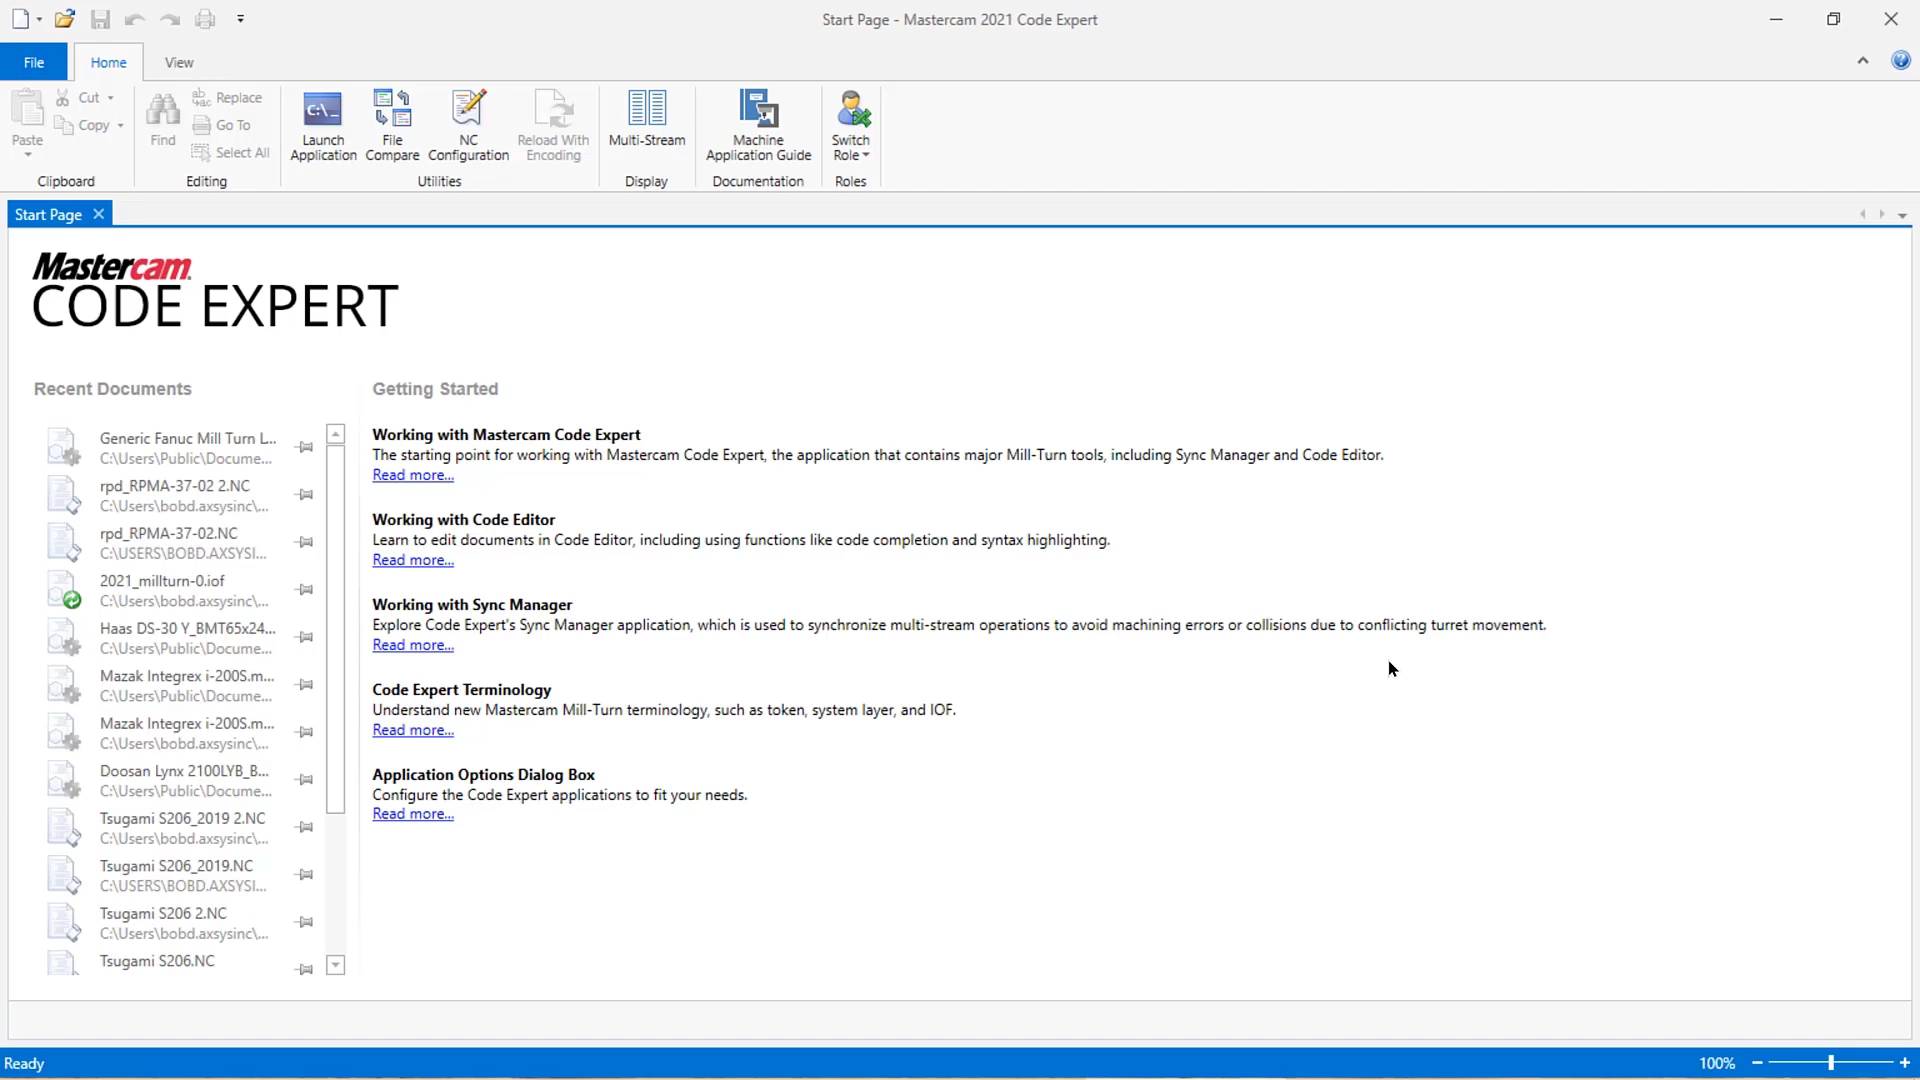 Start Page - Mastercam 2021 Code Expert
File
Home
View
Paste
Cut
Copy
Clipboard
Find
Replace
Go To
Select All
Editing
C:\_
Launch
Application
File
Compare
NC
Configuration
Reload With
Encoding
Utilities
Multi-Stream
Display
Machine
Application Guide
Documentation
Switch
Role
Roles
Start Page
Mastercam
CODE EXPERT
Recent Documents
Generic Fanuc Mill Turn L...
C:\Users\Public\Docume...
rpd_RPMA-37-02 2.NC
C:\Users\bobd.axsysinc\...
rpd_RPMA-37-02.NC
C:\USERS\BOBD.AXSYSI...
2021_millturn-0.iof
C:\Users\bobd.axsysinc\...
Haas DS-30 Y_BMT65x24...
C:\Users\Public\Docume...
Mazak Integrex i-200S.m...
C:\Users\Public\Docume...
Mazak Integrex i-200S.m...
C:\Users\bobd.axsysinc\...
Doosan Lynx 2100LYB_B...
C:\Users\Public\Docume...
Tsugami S206_2019 2.NC
C:\Users\bobd.axsysinc\...
Tsugami S206_2019.NC
C:\USERS\BOBD.AXSYSI...
Tsugami S206 2.NC
C:\Users\bobd.axsysinc\...
Tsugami S206.NC
Getting Started
Working with Mastercam Code Expert
The starting point for working with Mastercam Code Expert, the application that contains major Mill-Turn tools, including Sync Manager and Code Editor.
Read more...
Working with Code Editor
Learn to edit documents in Code Editor, including using functions like code completion and syntax highlighting.
Read more...
Working with Sync Manager
Explore Code Expert's Sync Manager application, which is used to synchronize multi-stream operations to avoid machining errors or collisions due to conflicting turret movement.
Read more...
Code Expert Terminology
Understand new Mastercam Mill-Turn terminology, such as token, system layer, and IOF.
Read more...
Application Options Dialog Box
Configure the Code Expert applications to fit your needs.
Read more...
Ready
100%